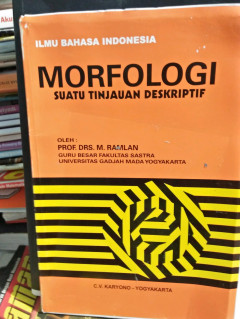 ILMU BAHASA INDONESIA
MORFOLOGI
SUATU TINJAUAN DESKRIPTIF
OLEH :
PROF. DRS. M. RAMLAN
GURU BESAR FAKULTAS SASTRA
UNIVERSITAS GADJAH MADA YOGYAKARTA
C.V. KARYONO - YOGYAKARTA